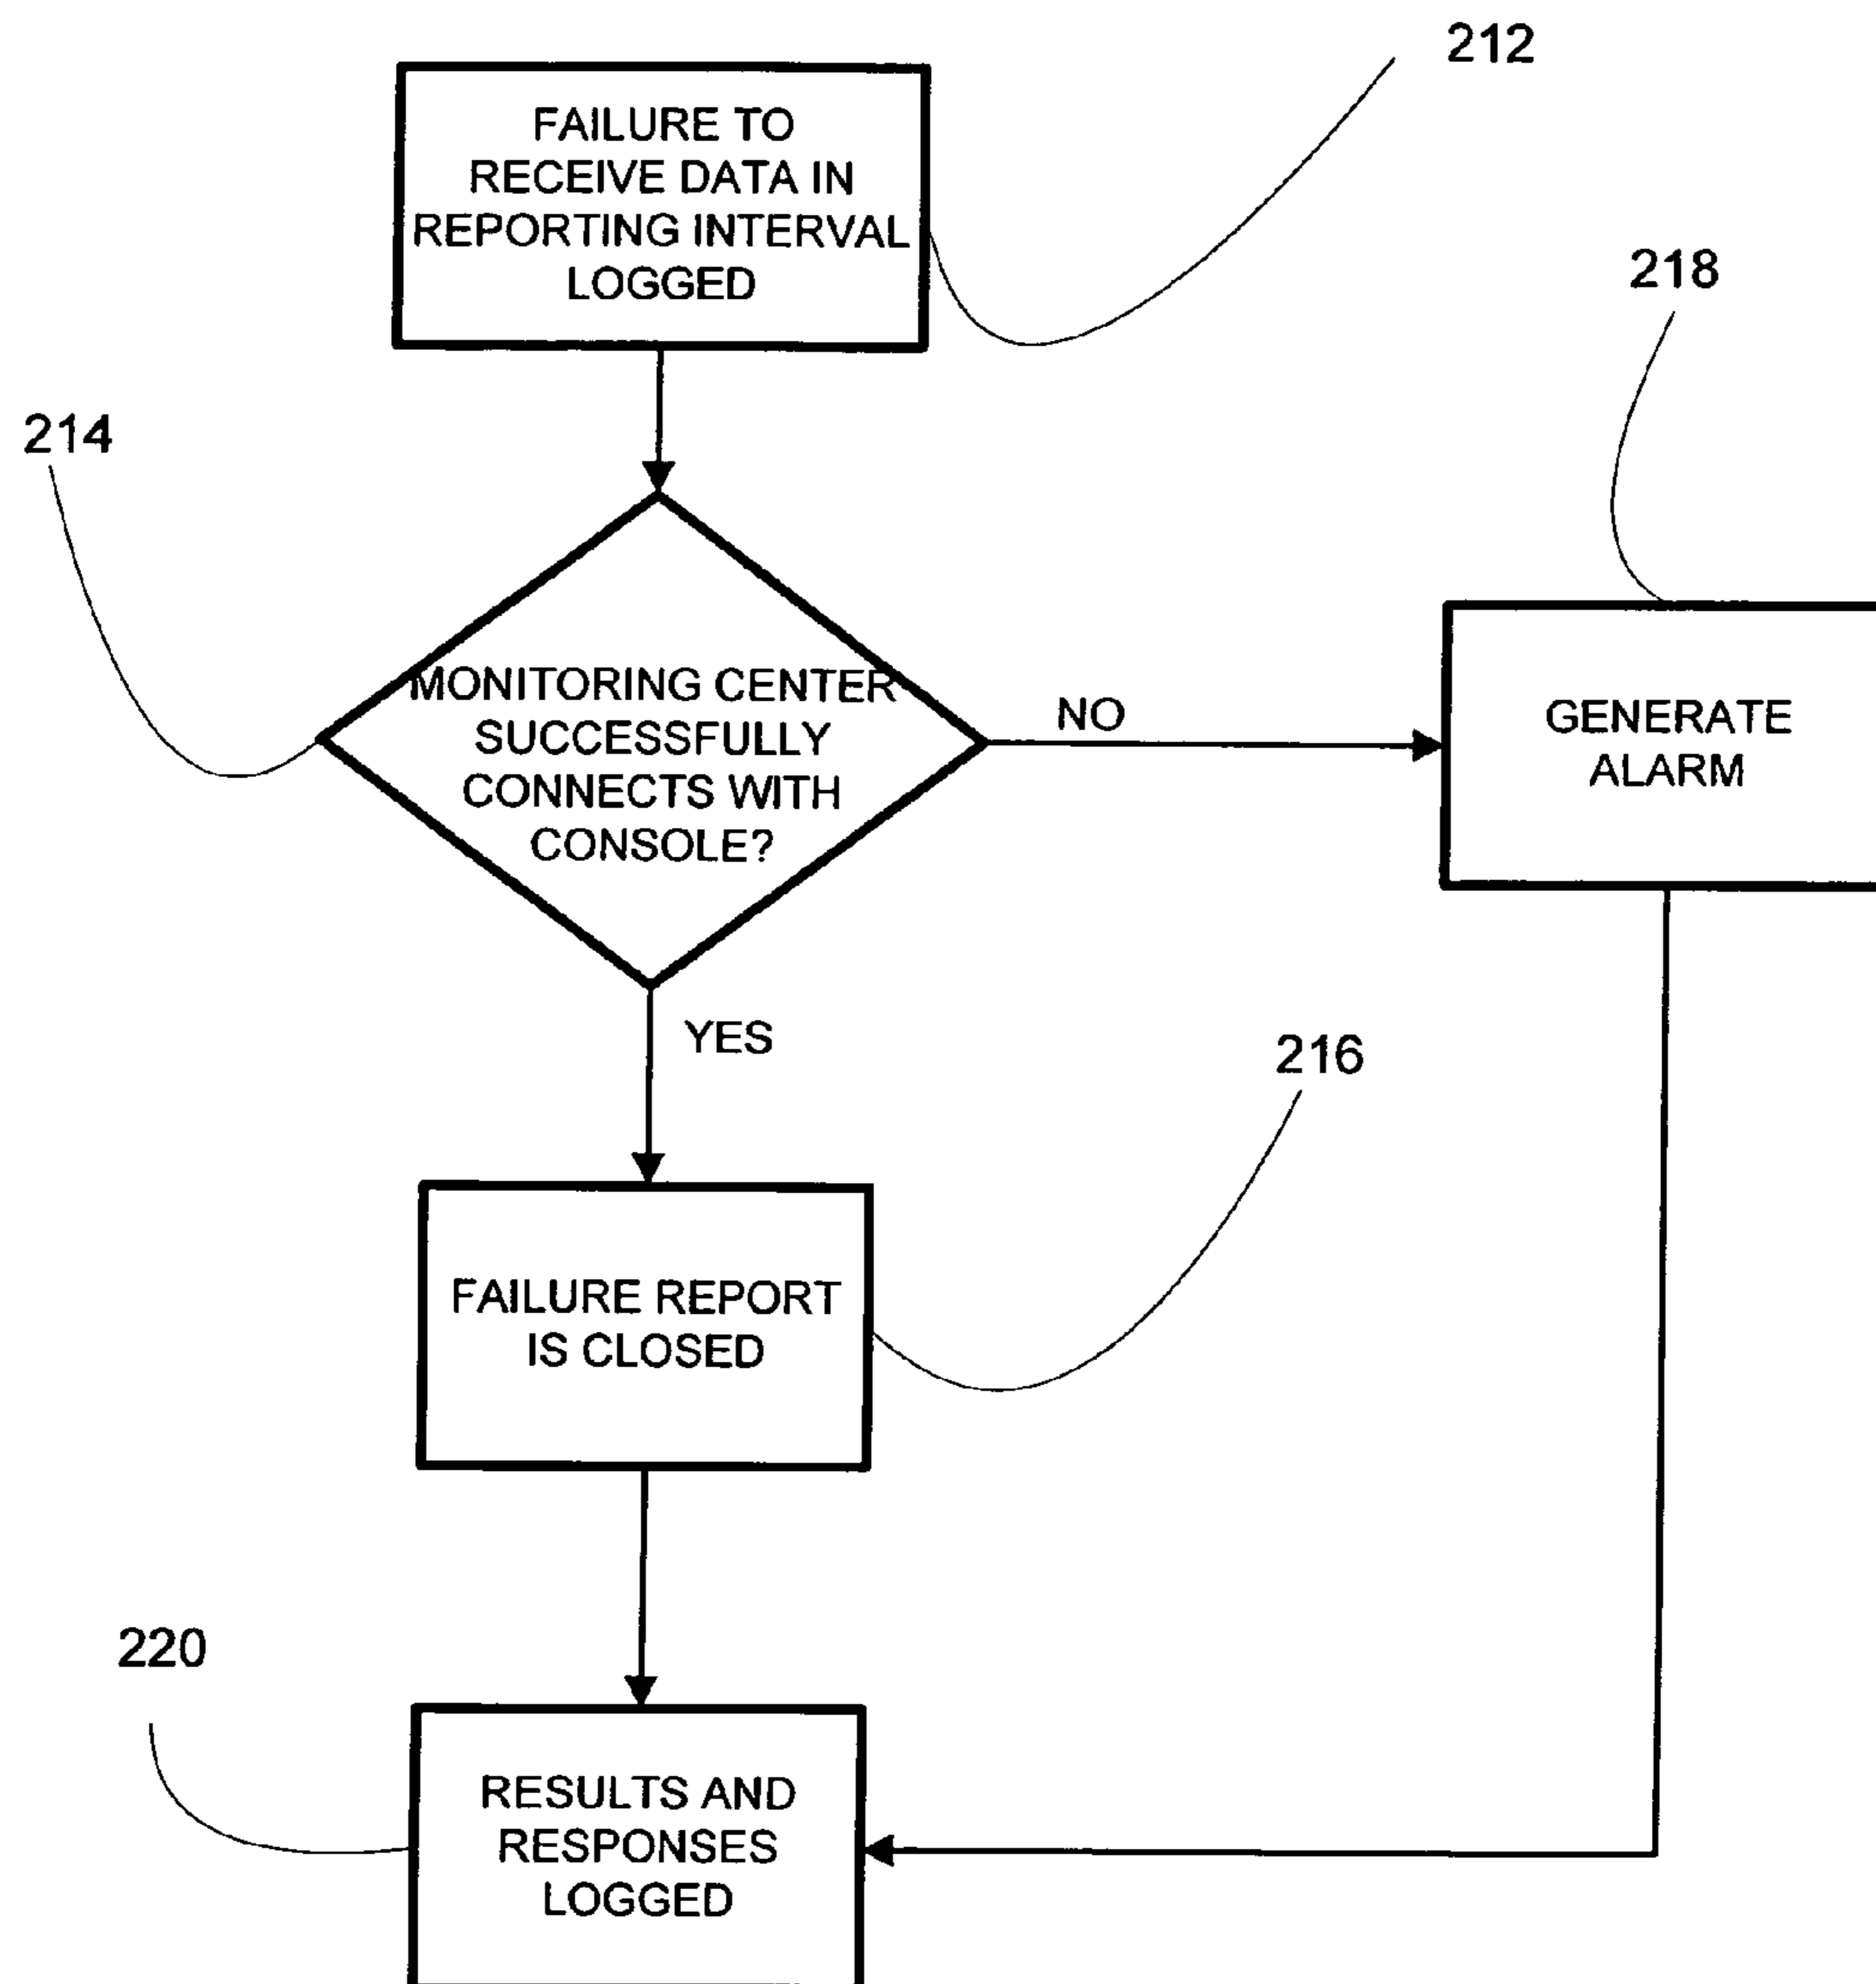 212
FAILURE TO
RECEIVE DATA IN
REPORTING INTERVAL
LOGGED
218
214
MONITORING CENTER
SUCCESSFULLY
CONNECTS WITH
CONSOLE?
NO
GENERATE
ALARM
YES
216
FAILURE REPORT
IS CLOSED
220
RESULTS AND
RESPONSES
LOGGED